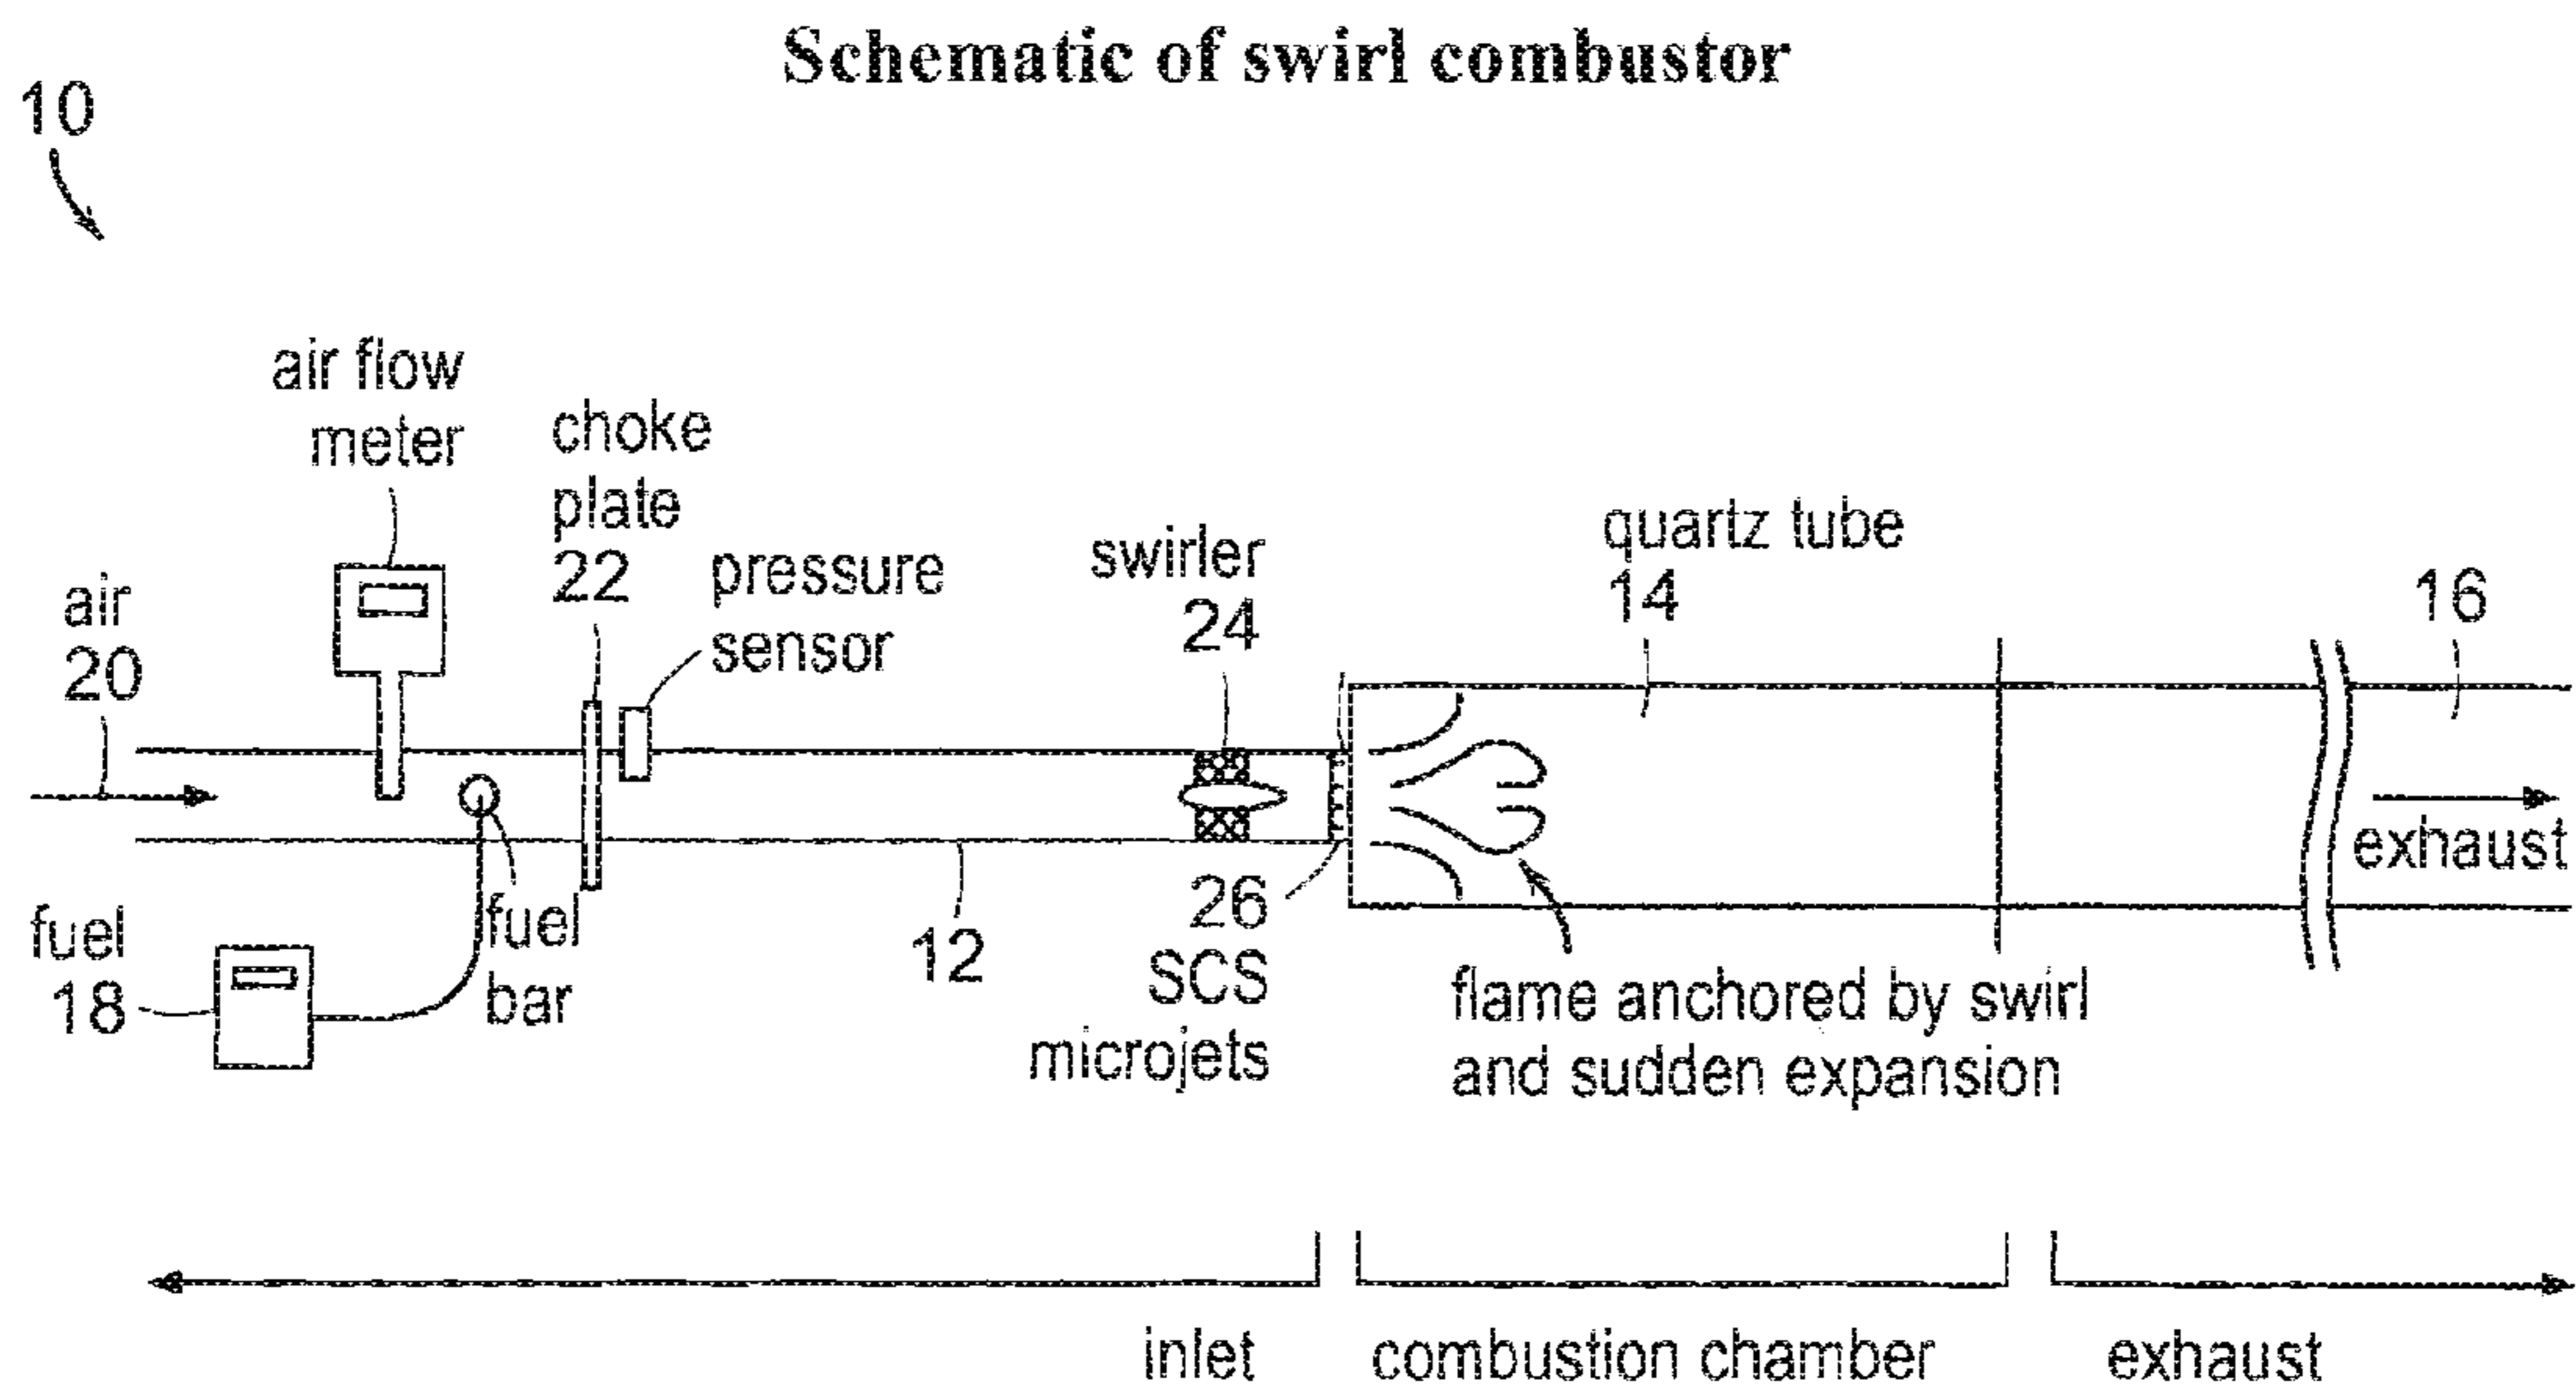 Schematic of swirl combustor
10
air flow
meter
choke
plate
22
pressure
sensor
air
20
swirler
24
quartz tube
14
16
exhaust
fuel
18
fuel
bar
12
26
SCS
microjets
flame anchored by swirl
and sudden expansion
inlet
combustion chamber
exhaust